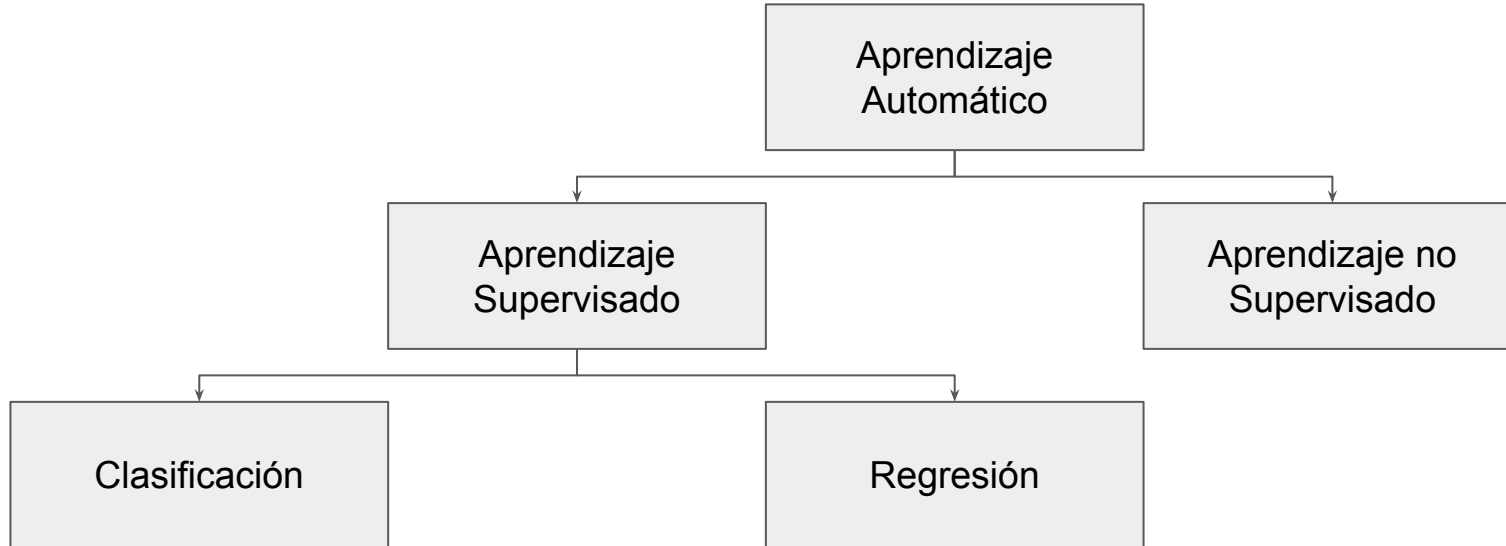 Aprendizaje
Automático
Aprendizaje
Supervisado
Aprendizaje no
Supervisado
Clasificación
Regresión